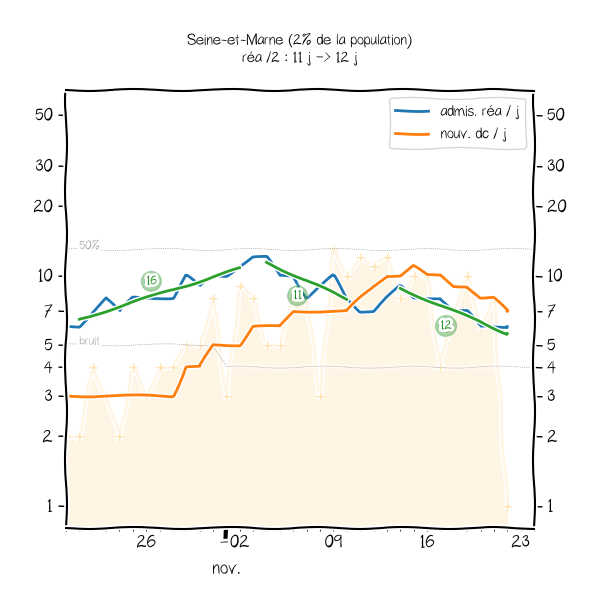 Seine-et-Marne (2% de la population)
réa /2 : 11 j -> 12 j
admis. réa / j
nouv. dc / j
50 50
30 30
20 20
50%
16
10 10
11
7 7
12
bruit
5 5
4 4
3 3
2 2
1 1
26 02 09 16 23
nov.